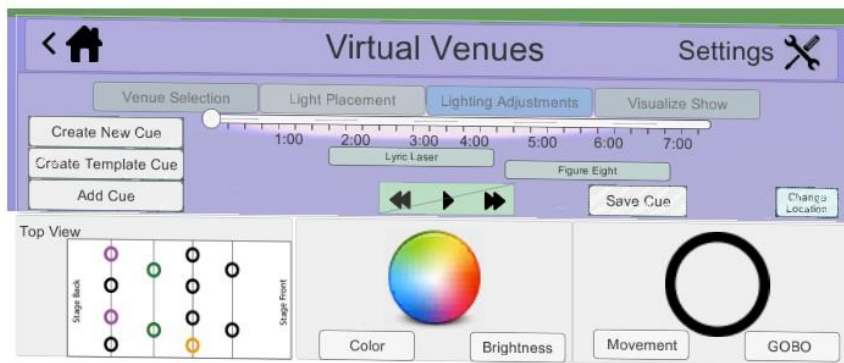 Virtual Venues
Settings
Venue Selection
Light Placement
Lighting Adjustments
Visualize Show
Create New Cue
Create Template Cue
Add Cue
1:00 2:00 3:00 4:00 5:00 6:00 7:00
Lyric Laser
Figure Eight
Save Cue
Change
Location
Top View
Stage Back
Stage Front
Color
Brightness
Movement
GOBO